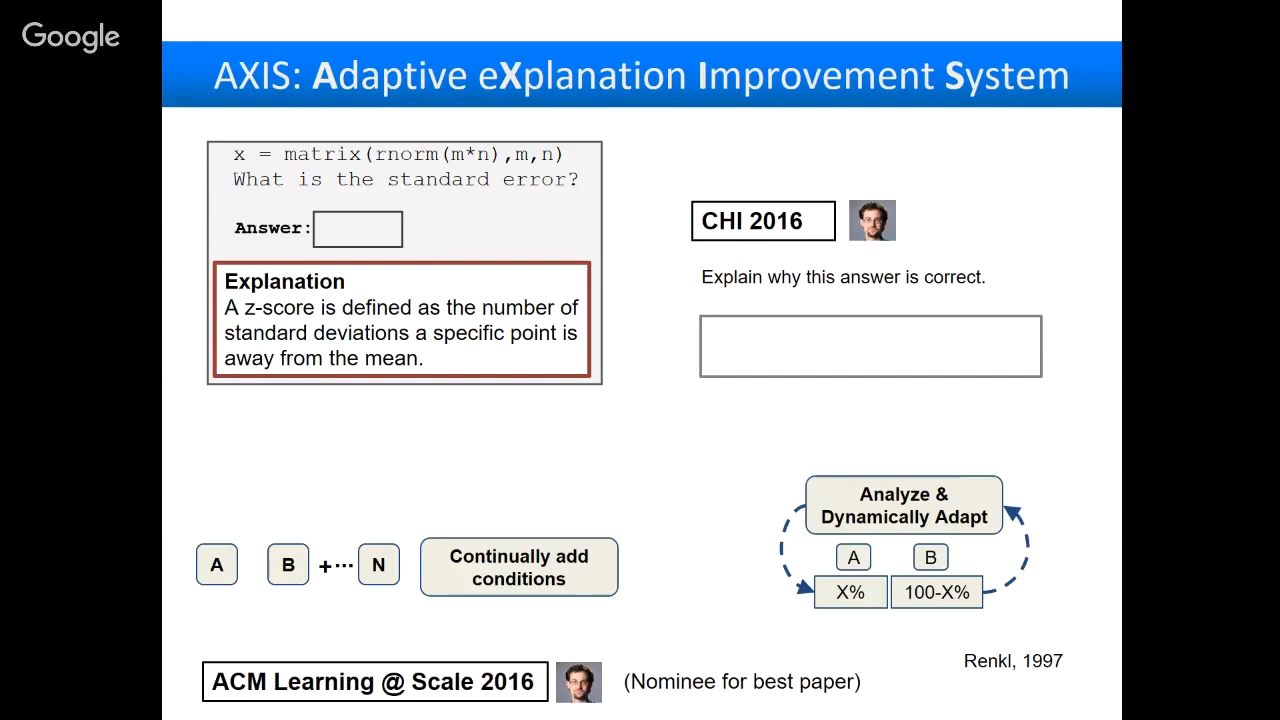 Google
AXIS: Adaptive eXplanation Improvement System
x = matrix(rnorm(m*n),m,n)
What is the standard error?
Answer:
Explanation
A z-score is defined as the number of
standard deviations a specific point is
away from the mean.
CHI 2016
Explain why this answer is correct.
A B +... N
Continually add
conditions
Analyze &
Dynamically Adapt
A B
X% 100-X%
Renkl, 1997
ACM Learning @ Scale 2016
(Nominee for best paper)